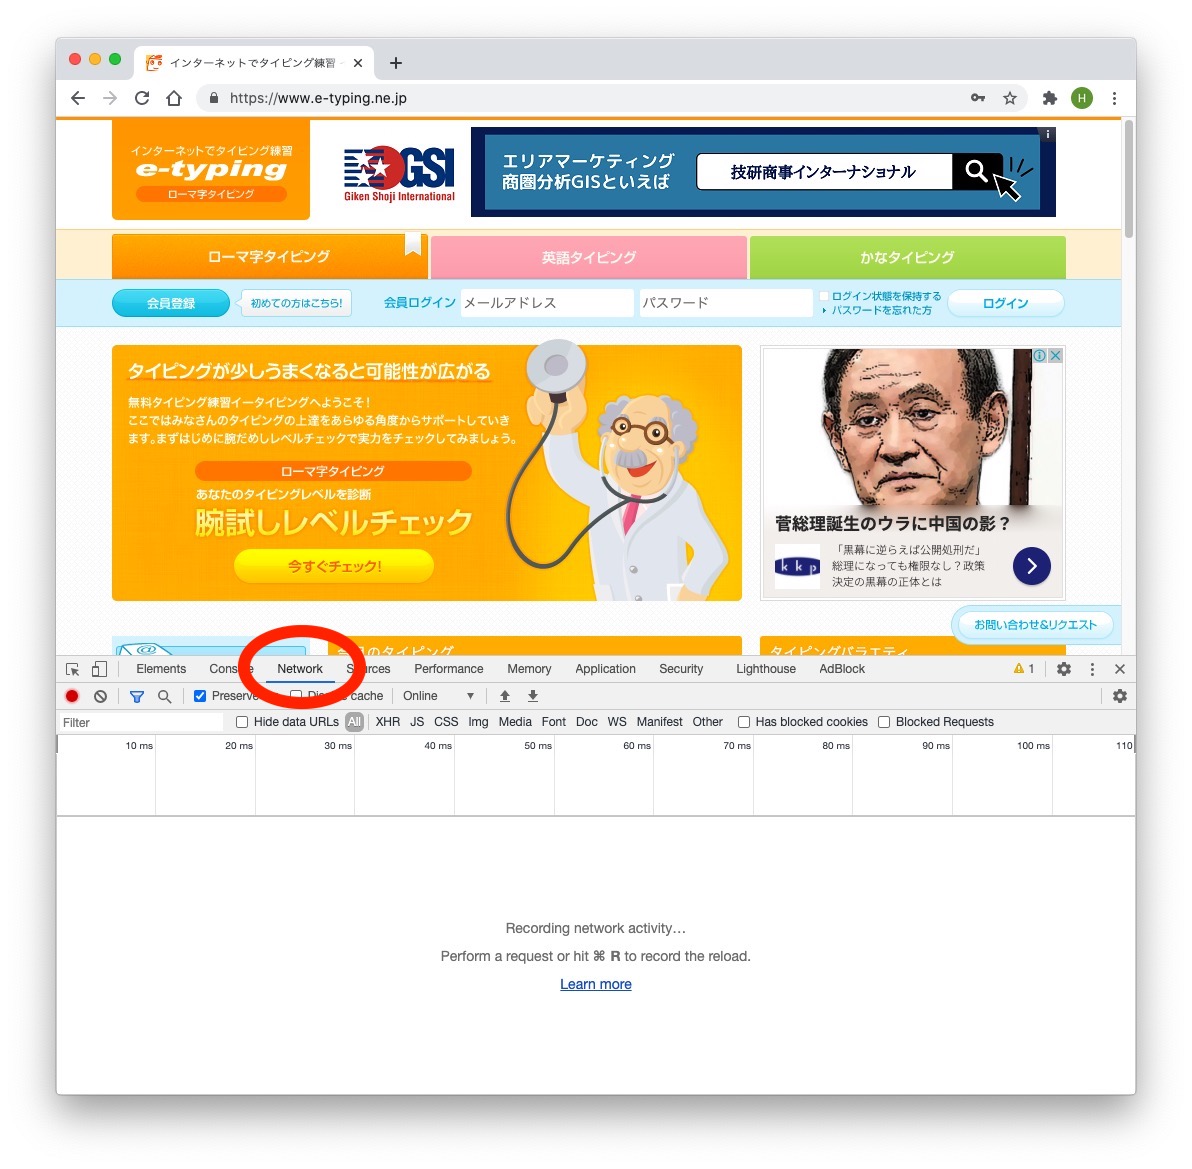 インターネットでタイピング練習
https://www.e-typing.ne.jp
H
インターネットでタイピング練習
e-typing
ローマ字タイピング
GSI
Giken Shoji International
エリアマーケティング
商圏分析GISといえば
技研商事インターナショナル
ローマ字タイピング
英語タイピング
かなタイピング
会員登録
初めての方はこちら!
会員ログイン
メールアドレス
パスワード
ログイン状態を保持する
パスワードを忘れた方
ログイン
タイピングが少しうまくなると可能性が広がる
無料タイピング練習イータイピングへようこそ!
ここではみなさんのタイピングの上達をあらゆる角度からサポートしていき
ます。まずはじめに腕だめしレベルチェックで実力をチェックしてみましょう。
ローマ字タイピング
あなたのタイピングレベルを診断
腕試しレベルチェック
今すぐチェック!
菅総理誕生のウラに中国の影？
kkp
「黒幕に逆らえば公開処刑だ」
総理になっても権限なし？政策
決定の黒幕の正体とは
お問い合わせ&リクエスト
のタイピング
タイピングバラエティ
Elements
Network
Performance
Memory
Application
Security
Lighthouse
AdBlock
1
Preserve
cache
Online
Filter
Hide data URLs
All
XHR
JS
CSS
Img
Media
Font
Doc
WS
Manifest
Other
Has blocked cookies
Blocked Requests
10 ms
20 ms
30 ms
40 ms
50 ms
60 ms
70 ms
80 ms
90 ms
100 ms
110
Recording network activity…
Perform a request or hit ⌘ R to record the reload.
Learn more